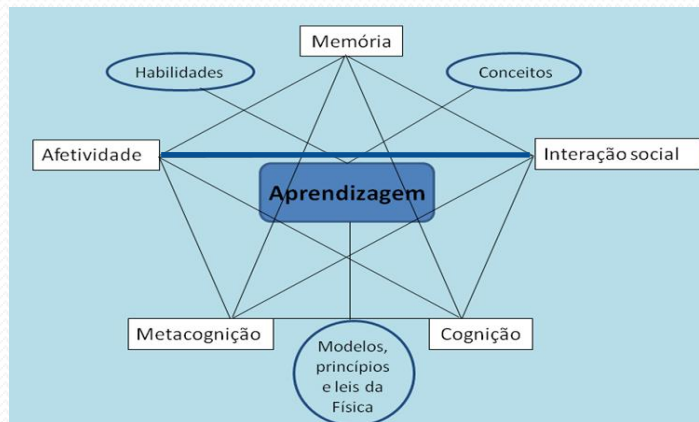 Memória
Habilidades
Conceitos
Afetividade
Interação social
Aprendizagem
Metacognição
Cognição
Modelos,
princípios
e leis da
Física